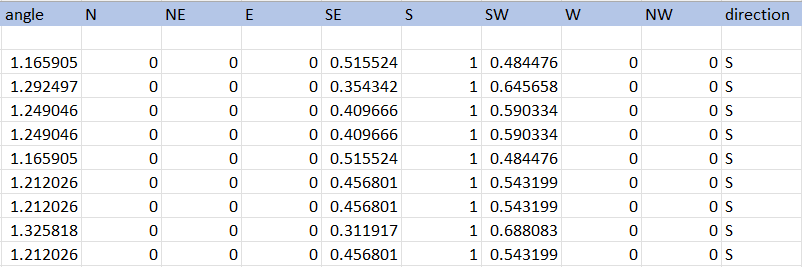 angle N NE E SE S SW W NW direction
1.165905 0 0 0 0.515524 1 0.484476 0 0 S
1.292497 0 0 0 0.354342 1 0.645658 0 0 S
1.249046 0 0 0 0.409666 1 0.590334 0 0 S
1.249046 0 0 0 0.409666 1 0.590334 0 0 S
1.165905 0 0 0 0.515524 1 0.484476 0 0 S
1.212026 0 0 0 0.456801 1 0.543199 0 0 S
1.212026 0 0 0 0.456801 1 0.543199 0 0 S
1.325818 0 0 0 0.311917 1 0.688083 0 0 S
1.212026 0 0 0 0.456801 1 0.543199 0 0 S